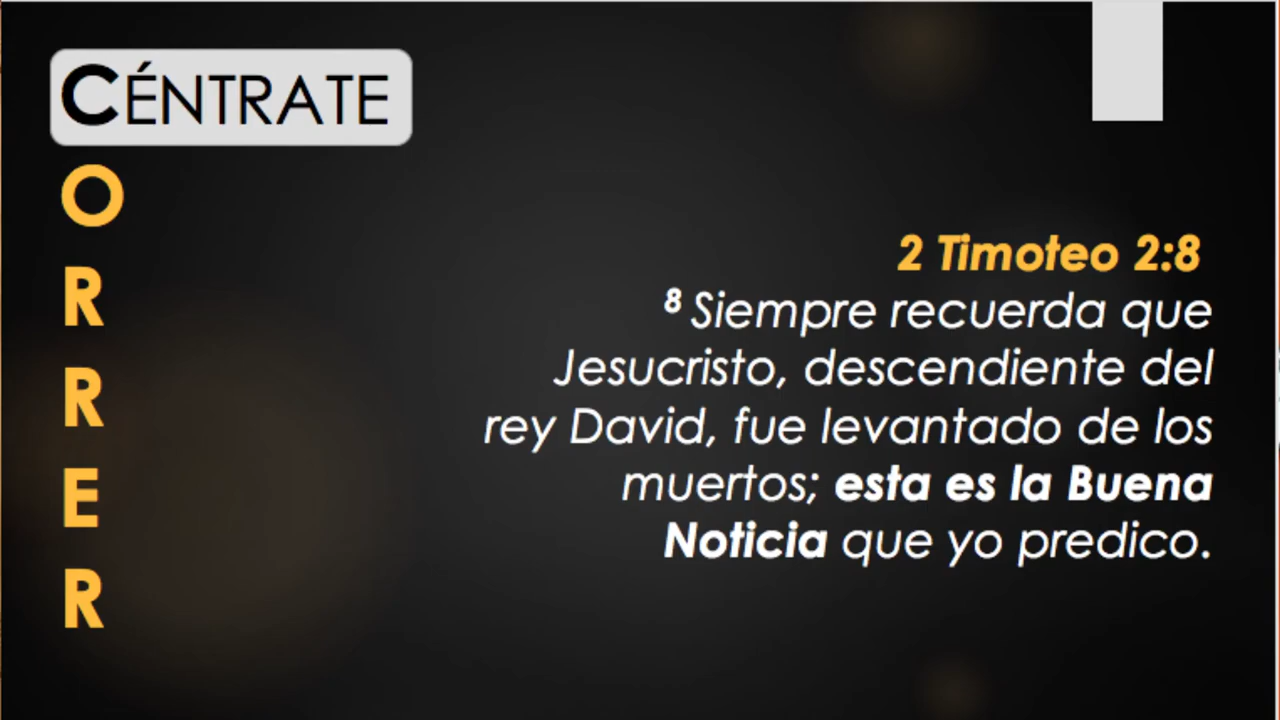 CÉNTRATE
O
R
R
E
R
2 Timoteo 2:8
8 Siempre recuerda que
Jesucristo, descendiente del
rey David, fue levantado de los
muertos; esta es la Buena
Noticia que yo predico.